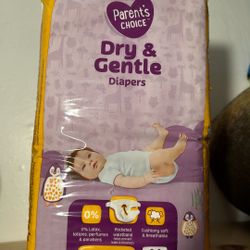 Parent's
CHOICE
Dry &
Gentle
Diapers
0%
0% Latex,
lotions, perfumes
& parabens
Pocketed
waistband
Cushiony soft
& breathable